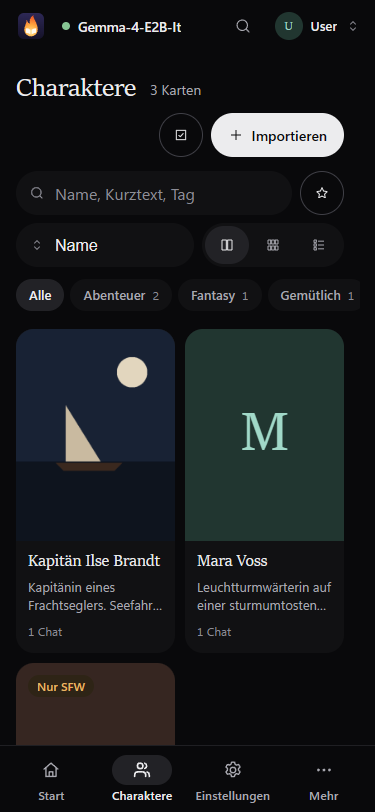 Gemma-4-E2B-It
U
User
Charaktere
3 Karten
Importieren
Name, Kurztext, Tag
Name
Alle
Abenteuer 2
Fantasy 1
Gemütlich 1
M
Kapitän Ilse Brandt
Kapitänin eines
Frachtseglers. Seefahr...
1 Chat
Mara Voss
Leuchtturmwärterin auf
einer sturmumtosten...
1 Chat
Nur SFW
Start
Charaktere
Einstellungen
Mehr